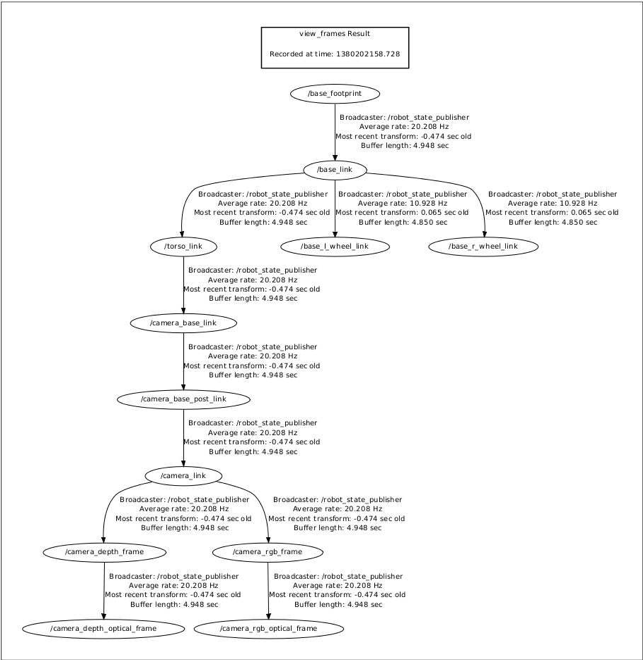 view_frames Result
Recorded at time: 1380202158.728
/base_footprint
Broadcaster: /robot_state_publisher
Average rate: 20.208 Hz
Most recent transform: -0.474 sec old
Buffer length: 4.948 sec
/base_link
Broadcaster: /robot_state_publisher
Average rate: 20.208 Hz
Most recent transform: -0.474 sec old
Buffer length: 4.948 sec
Broadcaster: /robot_state_publisher
Average rate: 10.928 Hz
Most recent transform: 0.065 sec old
Buffer length: 4.850 sec
Broadcaster: /robot_state_publisher
Average rate: 10.928 Hz
Most recent transform: 0.065 sec old
Buffer length: 4.850 sec
/torso_link
/base_l_wheel_link
/base_r_wheel_link
Broadcaster: /robot_state_publisher
Average rate: 20.208 Hz
Most recent transform: -0.474 sec old
Buffer length: 4.948 sec
/camera_base_link
Broadcaster: /robot_state_publisher
Average rate: 20.208 Hz
Most recent transform: -0.474 sec old
Buffer length: 4.948 sec
/camera_base_post_link
Broadcaster: /robot_state_publisher
Average rate: 20.208 Hz
Most recent transform: -0.474 sec old
Buffer length: 4.948 sec
/camera_link
Broadcaster: /robot_state_publisher
Average rate: 20.208 Hz
Most recent transform: -0.474 sec old
Buffer length: 4.948 sec
Broadcaster: /robot_state_publisher
Average rate: 20.208 Hz
Most recent transform: -0.474 sec old
Buffer length: 4.948 sec
/camera_depth_frame
/camera_rgb_frame
Broadcaster: /robot_state_publisher
Average rate: 20.208 Hz
Most recent transform: -0.474 sec old
Buffer length: 4.948 sec
Broadcaster: /robot_state_publisher
Average rate: 20.208 Hz
Most recent transform: -0.474 sec old
Buffer length: 4.948 sec
/camera_depth_optical_frame
/camera_rgb_optical_frame